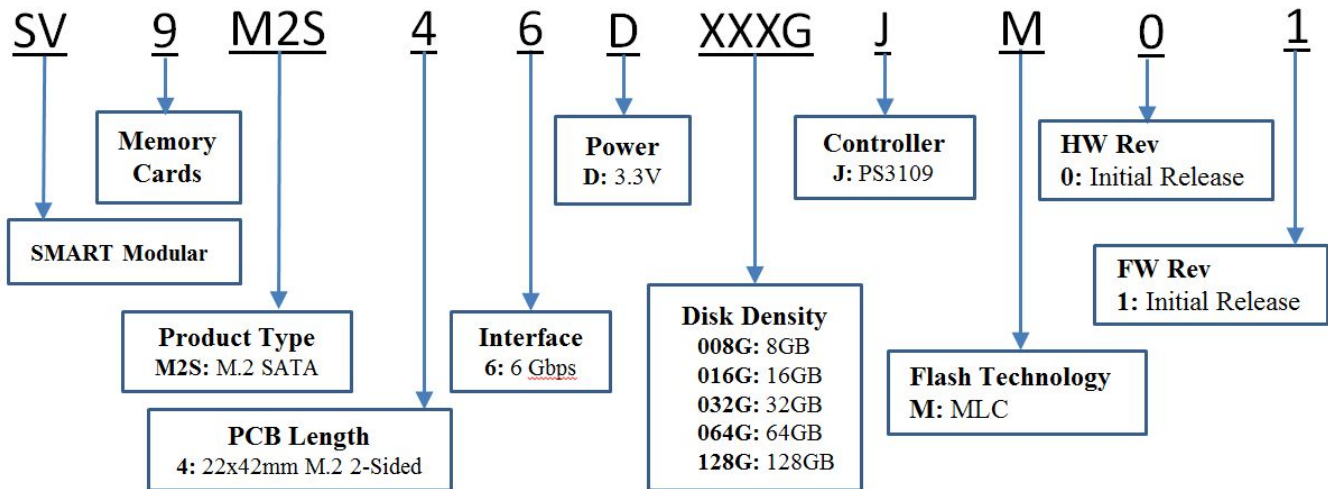 SV 9 M2S 4 6 D XXXG J M 0 1
Memory
Cards
Power
D: 3.3V
Controller
J: PS3109
HW Rev
0: Initial Release
SMART Modular
FW Rev
1: Initial Release
Product Type
M2S: M.2 SATA
Interface
6: 6 Gbps
Disk Density
008G: 8GB
016G: 16GB
032G: 32GB
064G: 64GB
128G: 128GB
Flash Technology
M: MLC
PCB Length
4: 22x42mm M.2 2-Sided